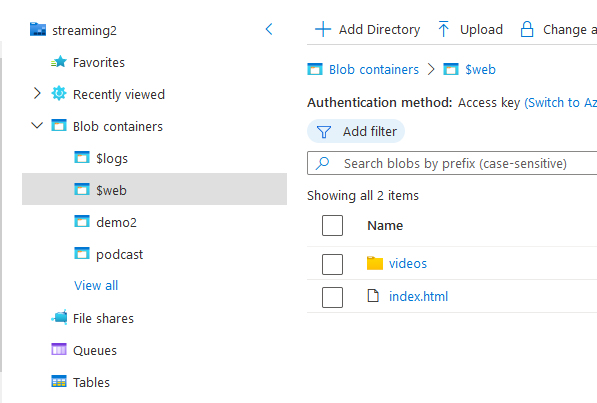 streaming2
Favorites
Recently viewed
Blob containers
$logs
$web
demo2
podcast
View all
File shares
Queues
Tables
Add Directory Upload Change a
Blob containers > $web
Authentication method: Access key (Switch to Az
Add filter
Search blobs by prefix (case-sensitive)
Showing all 2 items
Name
videos
index.html